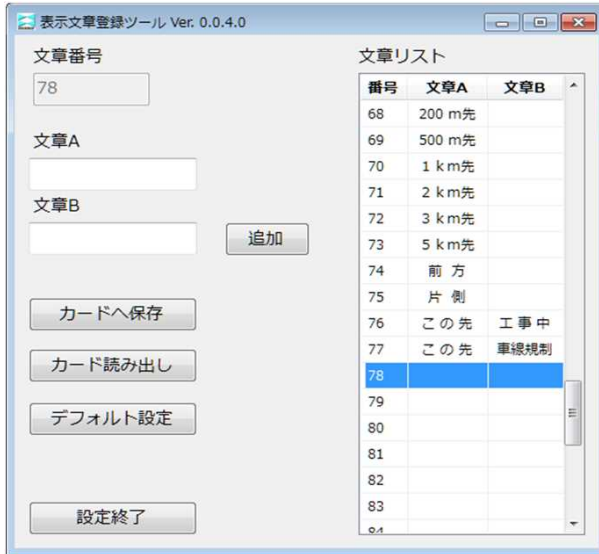 表示文章登録ツール Ver. 0.0.4.0
文章番号
78
文章A
文章B
追加
カードへ保存
カード読み出し
デフォルト設定
設定終了
文章リスト
番号 文章A 文章B
68 200 m先
69 500 m先
70 1 km先
71 2 km先
72 3 km先
73 5 km先
74 前 方
75 片 側
76 この先 工事中
77 この先 車線規制
78
79
80
81
82
83
84